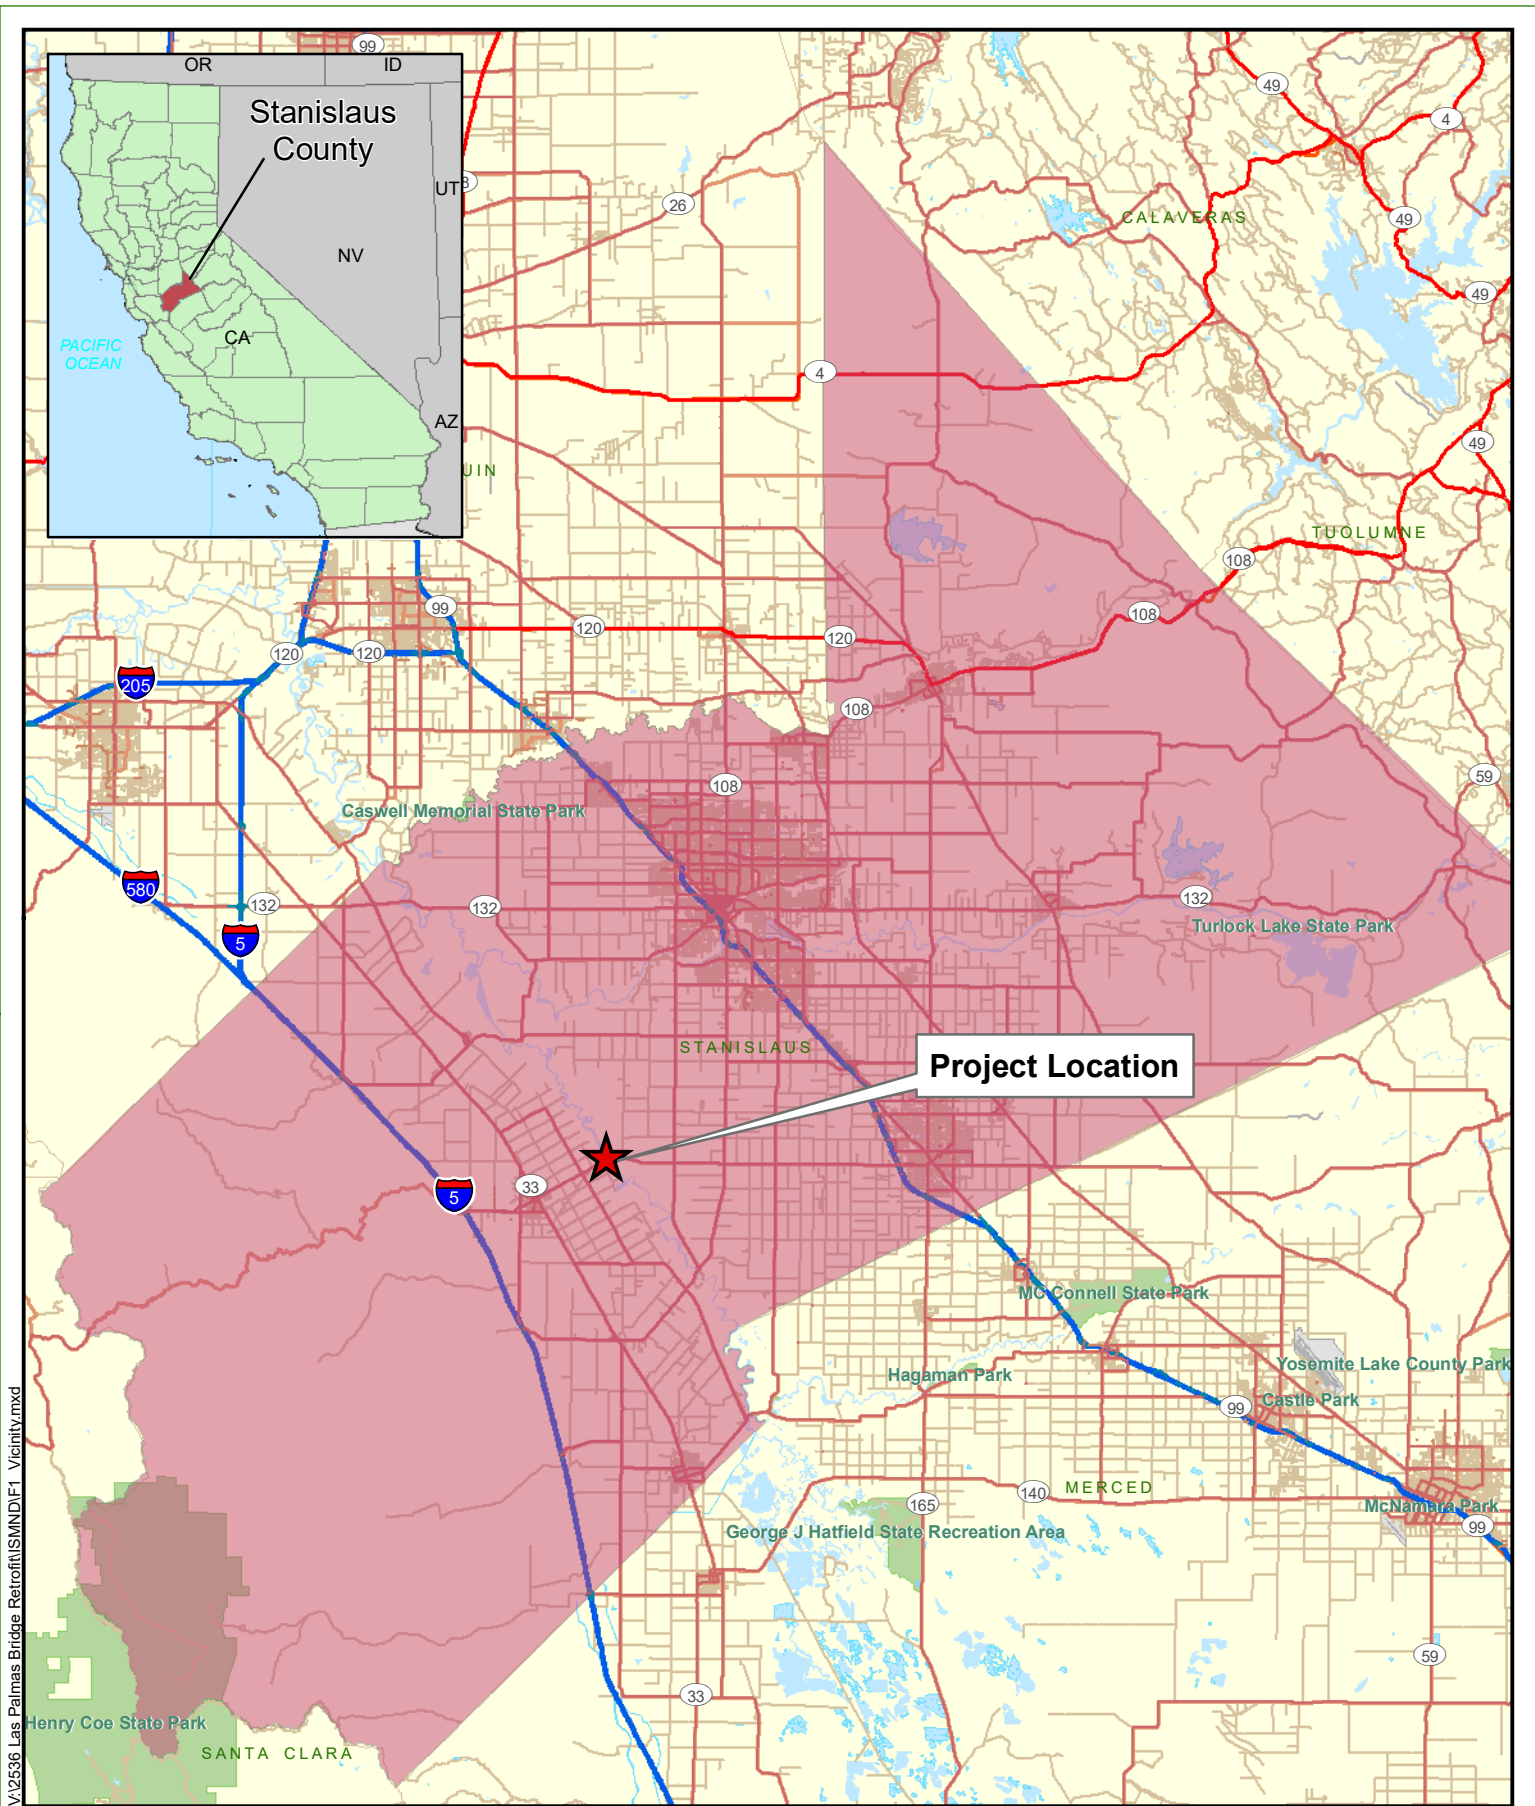 99
OR
ID
Stanislaus
County
UT
NV
CA
PACIFIC
OCEAN
AZ
49
4
26
CALAVERAS
49
49
4
49
UIN
TUOLUMNE
108
99
120
108
120
120
120
205
108
59
108
Caswell Memorial State Park
580
132
132
132
5
Turlock Lake State Park
STANISLAUS
Project Location
33
5
MC Connell State Park
Yosemite Lake County Park
Hagaman Park
Castle Park
99
MERCED
140
165
McNamara Park
99
George J Hatfield State Recreation Area
59
33
Henry Coe State Park
SANTA CLARA
V:\2536 Las Palmas Bridge Retrofit\ISMND\F1 Vicinity.mxd